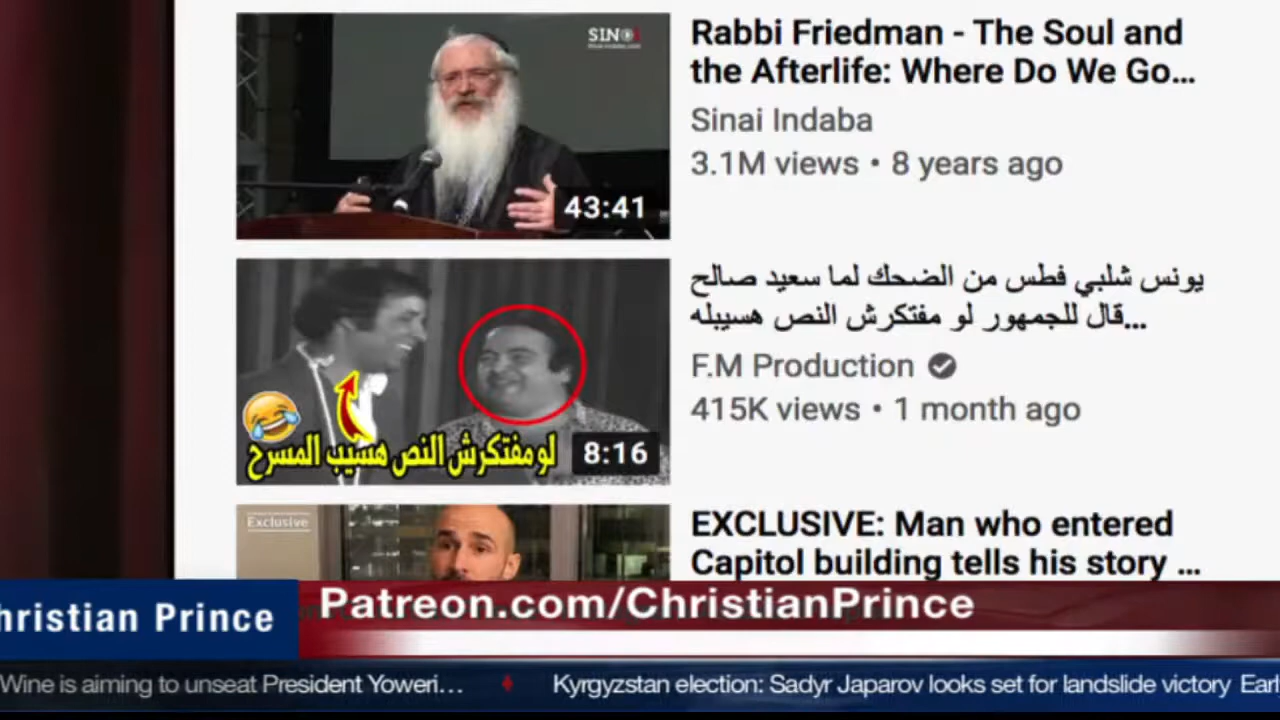 SINAI
Rabbi Friedman - The Soul and
the Afterlife: Where Do We Go...
Sinai Indaba
3.1M views • 8 years ago
43:41
يونس شلبي فطس من الضحك لما سعيد صالح
قال للجمهور لو مفتكرش النص هسيبله...
F.M Production
415K views • 1 month ago
لو مفتكرش النص هسيب المسرح
8:16
Exclusive
EXCLUSIVE: Man who entered
Capitol building tells his story ...
hristian Prince
Patreon.com/ChristianPrince
Wine is aiming to unseat President Yoweri...
Kyrgyzstan election: Sadyr Japarov looks set for landslide victory Earl